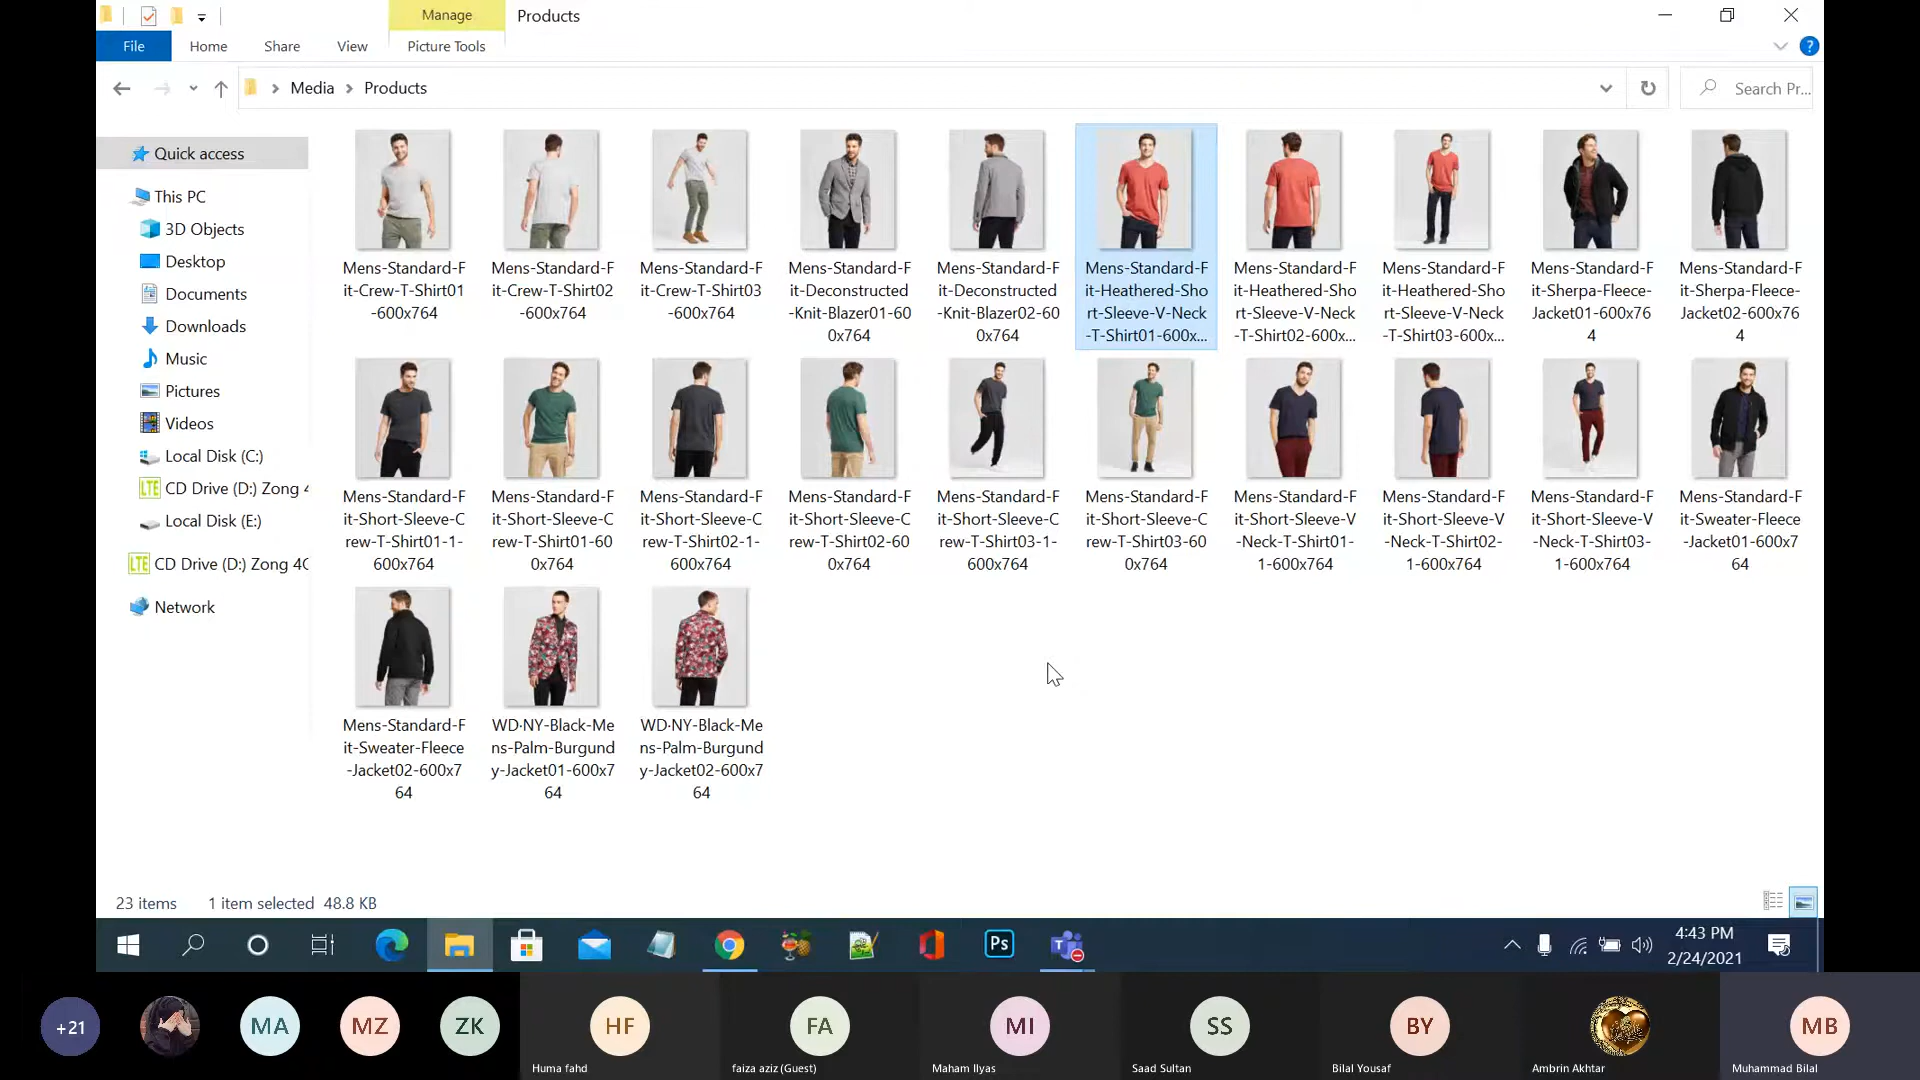 Manage
Products
File
Home
Share
View
Picture Tools
?
Media
Products
Search Pr...
Quick access
This PC
3D Objects
Desktop
Documents
Downloads
Music
Pictures
Videos
Local Disk (C:)
LTE CD Drive (D:) Zong 4
Local Disk (E:)
LTE CD Drive (D:) Zong 4G
Network
Mens-Standard-F
it-Crew-T-Shirt01
-600x764
Mens-Standard-F
it-Crew-T-Shirt02
-600x764
Mens-Standard-F
it-Crew-T-Shirt03
-600x764
Mens-Standard-F
it-Deconstructed
-Knit-Blazer01-60
0x764
Mens-Standard-F
it-Deconstructed
-Knit-Blazer02-60
0x764
Mens-Standard-F
it-Heathered-Sho
rt-Sleeve-V-Neck
-T-Shirt01-600x...
Mens-Standard-F
it-Heathered-Sho
rt-Sleeve-V-Neck
-T-Shirt02-600x...
Mens-Standard-F
it-Heathered-Sho
rt-Sleeve-V-Neck
-T-Shirt03-600x...
Mens-Standard-F
it-Sherpa-Fleece-
Jacket01-600x76
4
Mens-Standard-F
it-Sherpa-Fleece-
Jacket02-600x76
4
Mens-Standard-F
it-Short-Sleeve-C
rew-T-Shirt01-1-
600x764
Mens-Standard-F
it-Short-Sleeve-C
rew-T-Shirt01-60
0x764
Mens-Standard-F
it-Short-Sleeve-C
rew-T-Shirt02-1-
600x764
Mens-Standard-F
it-Short-Sleeve-C
rew-T-Shirt02-60
0x764
Mens-Standard-F
it-Short-Sleeve-C
rew-T-Shirt03-1-
600x764
Mens-Standard-F
it-Short-Sleeve-C
rew-T-Shirt03-60
0x764
Mens-Standard-F
it-Short-Sleeve-V
-Neck-T-Shirt01-
1-600x764
Mens-Standard-F
it-Short-Sleeve-V
-Neck-T-Shirt02-
1-600x764
Mens-Standard-F
it-Short-Sleeve-V
-Neck-T-Shirt03-
1-600x764
Mens-Standard-F
it-Sweater-Fleece
-Jacket01-600x7
64
Mens-Standard-F
it-Sweater-Fleece
-Jacket02-600x7
64
WD·NY-Black-Me
ns-Palm-Burgund
y-Jacket01-600x7
64
WD·NY-Black-Me
ns-Palm-Burgund
y-Jacket02-600x7
64
23 items
1 item selected 48.8 KB
Ps
T
4:43 PM
2/24/2021
+21
MA
MZ
ZK
HF
Huma fahd
FA
faiza aziz (Guest)
MI
Maham Ilyas
SS
Saad Sultan
BY
Bilal Yousaf
Ambrin Akhtar
MB
Muhammad Bilal